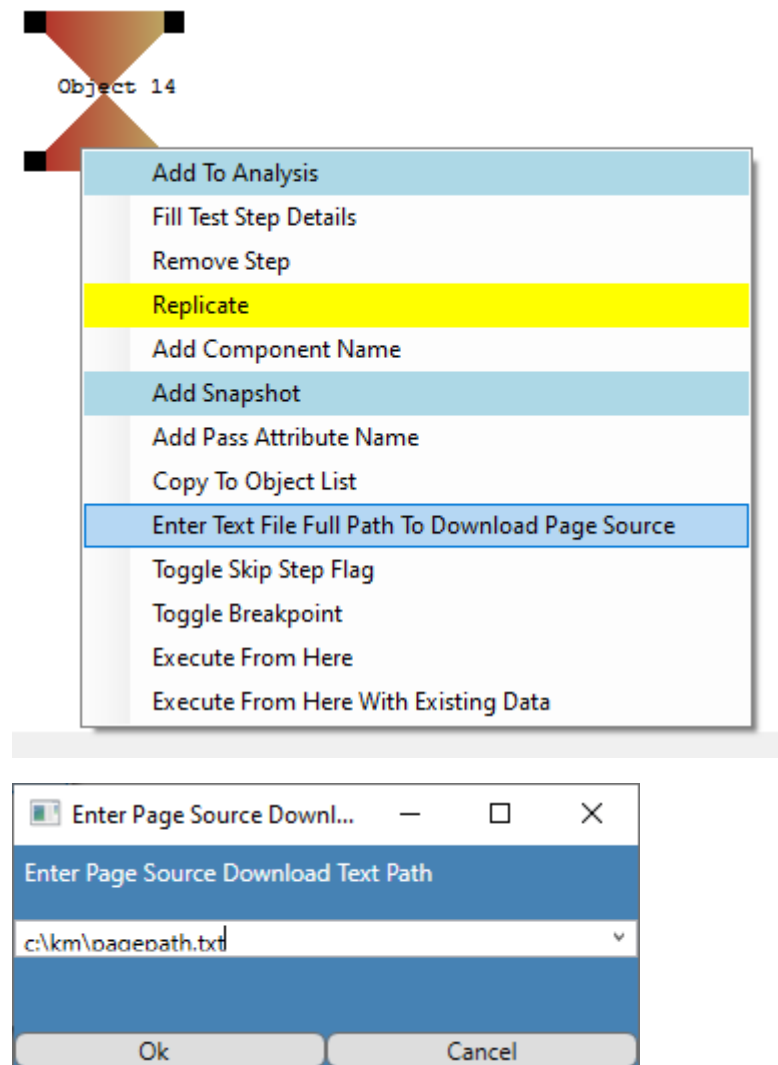 Object 14
Add To Analysis
Fill Test Step Details
Remove Step
Replicate
Add Component Name
Add Snapshot
Add Pass Attribute Name
Copy To Object List
Enter Text File Full Path To Download Page Source
Toggle Skip Step Flag
Toggle Breakpoint
Execute From Here
Execute From Here With Existing Data
Enter Page Source Downl...
Enter Page Source Download Text Path
c:\km\pagepath.txt
Ok Cancel